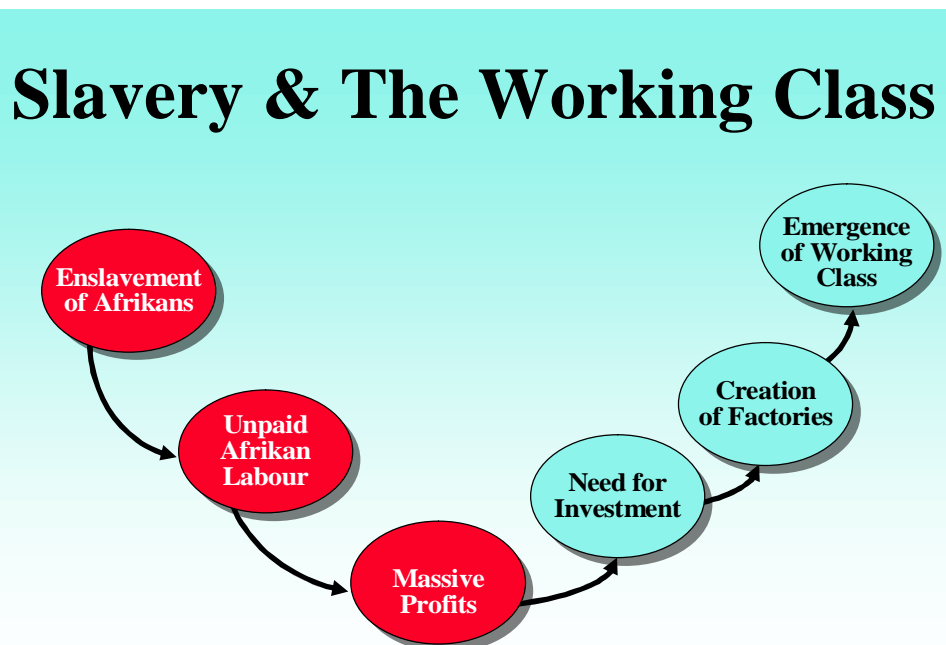 Slavery & The Working Class
Enslavement
of Afrikans
Unpaid
Afrikan
Labour
Massive
Profits
Need for
Investment
Creation
of Factories
Emergence
of Working
Class